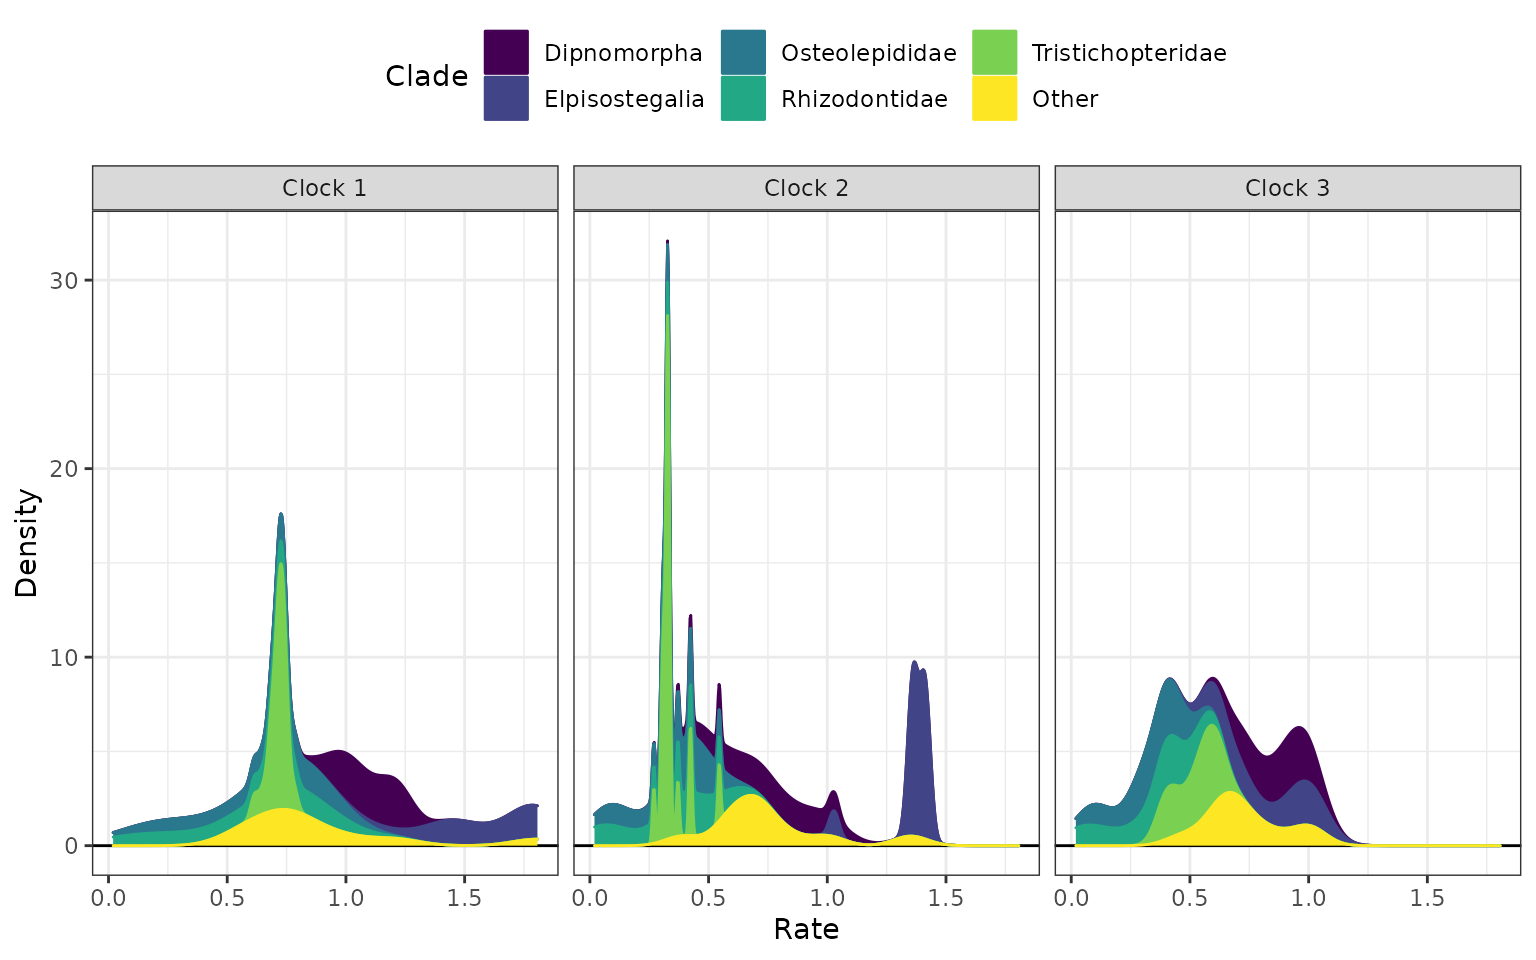 Clade
Dipnomorpha Osteolepididae Tristichopteridae
Elpisostegalia Rhizodontidae Other
Clock 1 Clock 2 Clock 3
30
20
10
0
Density
0.0 0.5 1.0 1.5 0.0 0.5 1.0 1.5 0.0 0.5 1.0 1.5
Rate